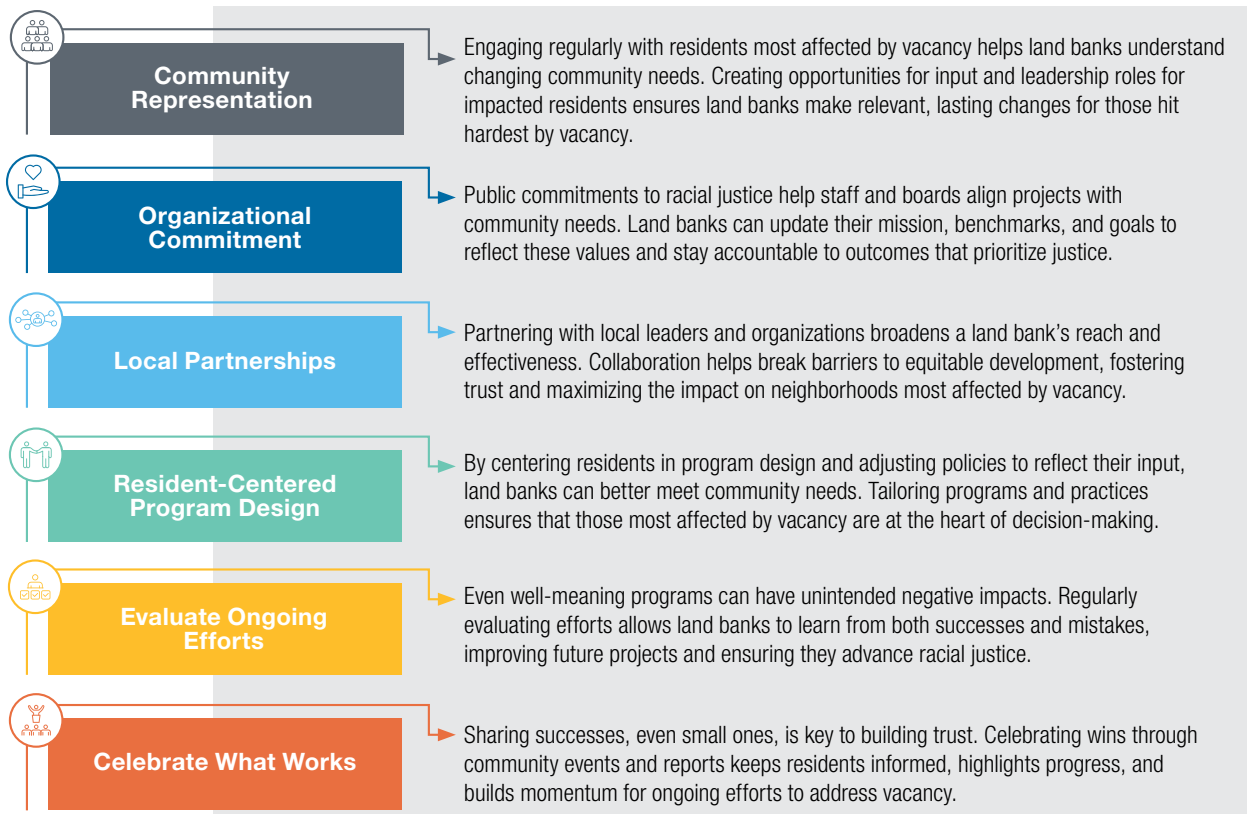 Community
Representation
Engaging regularly with residents most affected by vacancy helps land banks understand
changing community needs. Creating opportunities for input and leadership roles for
impacted residents ensures land banks make relevant, lasting changes for those hit
hardest by vacancy.
Organizational
Commitment
Public commitments to racial justice help staff and boards align projects with
community needs. Land banks can update their mission, benchmarks, and goals to
reflect these values and stay accountable to outcomes that prioritize justice.
Local Partnerships
Partnering with local leaders and organizations broadens a land bank’s reach and
effectiveness. Collaboration helps break barriers to equitable development, fostering
trust and maximizing the impact on neighborhoods most affected by vacancy.
Resident-Centered
Program Design
By centering residents in program design and adjusting policies to reflect their input,
land banks can better meet community needs. Tailoring programs and practices
ensures that those most affected by vacancy are at the heart of decision-making.
Evaluate Ongoing
Efforts
Even well-meaning programs can have unintended negative impacts. Regularly
evaluating efforts allows land banks to learn from both successes and mistakes,
improving future projects and ensuring they advance racial justice.
Celebrate What Works
Sharing successes, even small ones, is key to building trust. Celebrating wins through
community events and reports keeps residents informed, highlights progress, and
builds momentum for ongoing efforts to address vacancy.